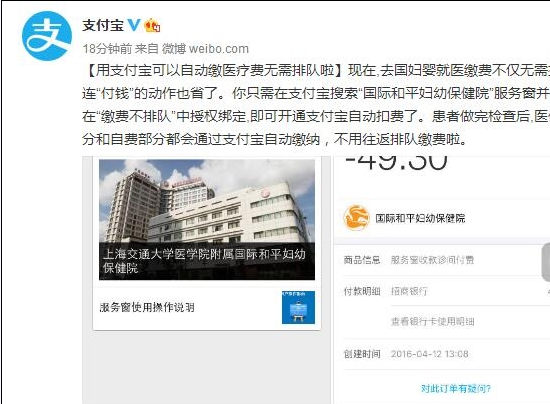 支付宝
18分钟前 来自 微博 weibo.com
【用支付宝可以自动缴医疗费无需排队啦】现在,去国妇婴就医缴费不仅无需
连“付钱”的动作也省了。你只需在支付宝搜索“国际和平妇幼保健院”服务窗并
在“缴费不排队”中授权绑定,即可开通支付宝自动扣费了。患者做完检查后,医
分和自费部分都会通过支付宝自动缴纳，不用往返排队缴费啦。
上海交通大学医学院附属国际和平妇幼
保健院
服务窗使用操作说明
-49.30
国际和平妇幼保健院
商品信息 服务窗收款诊间付费
付款明细 招商银行
查看银行卡使用明细
创建时间 2016-04-12 13:08
对此订单有疑问?